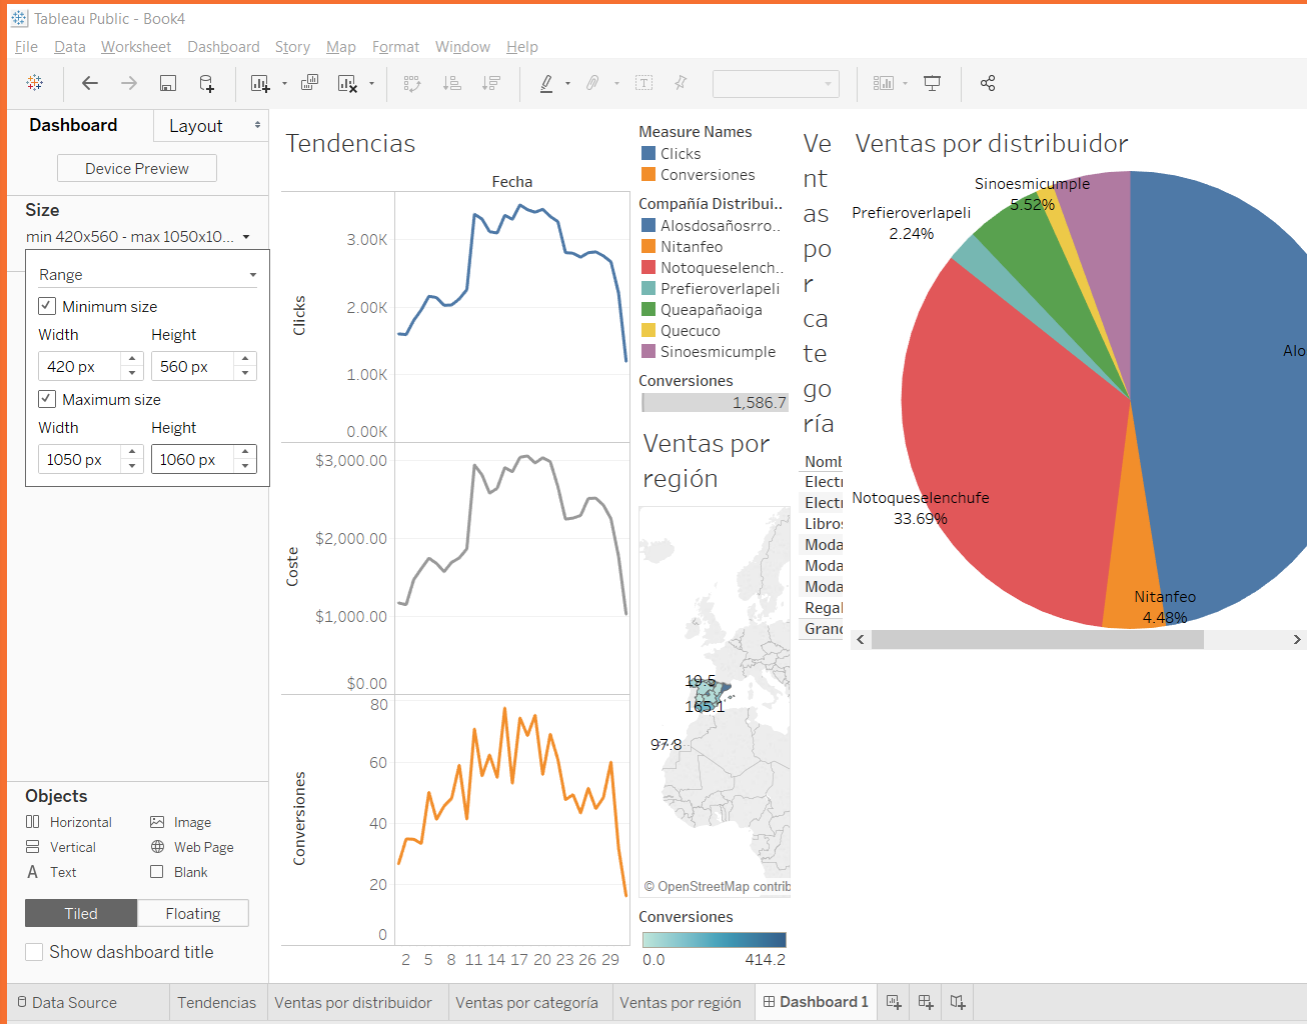 Tableau Public - Book4
File Data Worksheet Dashboard Story Map Format Window Help
Dashboard
Layout
Device Preview
Size
min 420x560 - max 1050x10...
Range
Minimum size
Width Height
420 px 560 px
Maximum size
Width Height
1050 px 1060 px
Objects
Horizontal Image
Vertical Web Page
A Text Blank
Tiled Floating
Show dashboard title
Tendencias
Fecha
Clicks
3.00K
2.00K
1.00K
0.00K
Coste
$3,000.00
$2,000.00
$1,000.00
$0.00
Conversiones
80
60
40
20
0
2 5 8 11 14 17 20 23 26 29
Measure Names
Clicks
Conversiones
Compañía Distribui..
Alosdosañosrro..
Nitanfeo
Notoqueselench..
Prefieroverlapeli
Queapañaoiga
Quecuco
Sinoesmicumple
Conversiones
1,586.7
Ventas por
región
19.5
165.1
97.8
© OpenStreetMap contrib
Conversiones
0.0 414.2
Ve
nt
as
po
r
ca
te
go
ría
Nomb
Electr
Electr
Libros
Moda
Moda
Moda
Regal
Grand
Ventas por distribuidor
Sinoesmicumple
5.52%
Prefieroverlapeli
2.24%
Alo
Notoqueselenchufe
33.69%
Nitanfeo
4.48%
Data Source Tendencias Ventas por distribuidor Ventas por categoría Ventas por región Dashboard 1